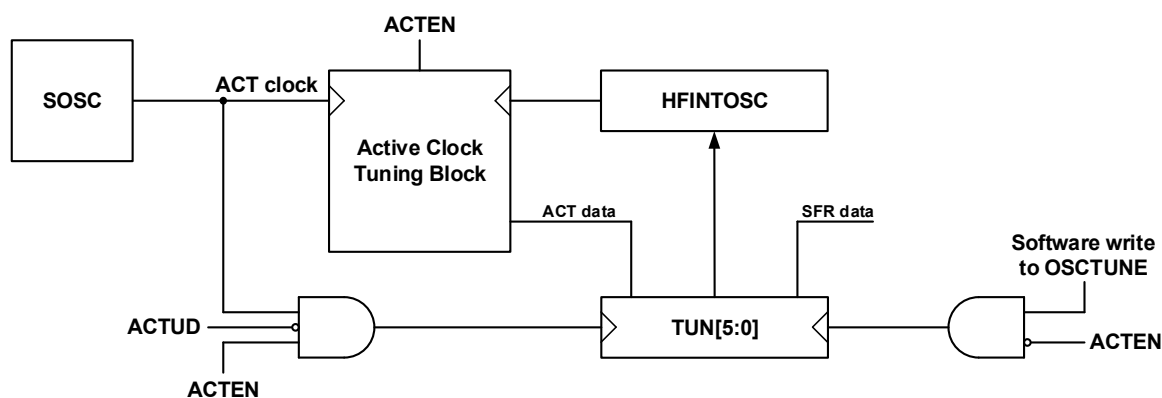 ACTEN
SOSC
ACT clock
HFINTOSC
Active Clock
Tuning Block
ACT data
SFR data
Software write
to OSCTUNE
ACTUD
TUN[5:0]
ACTEN
ACTEN